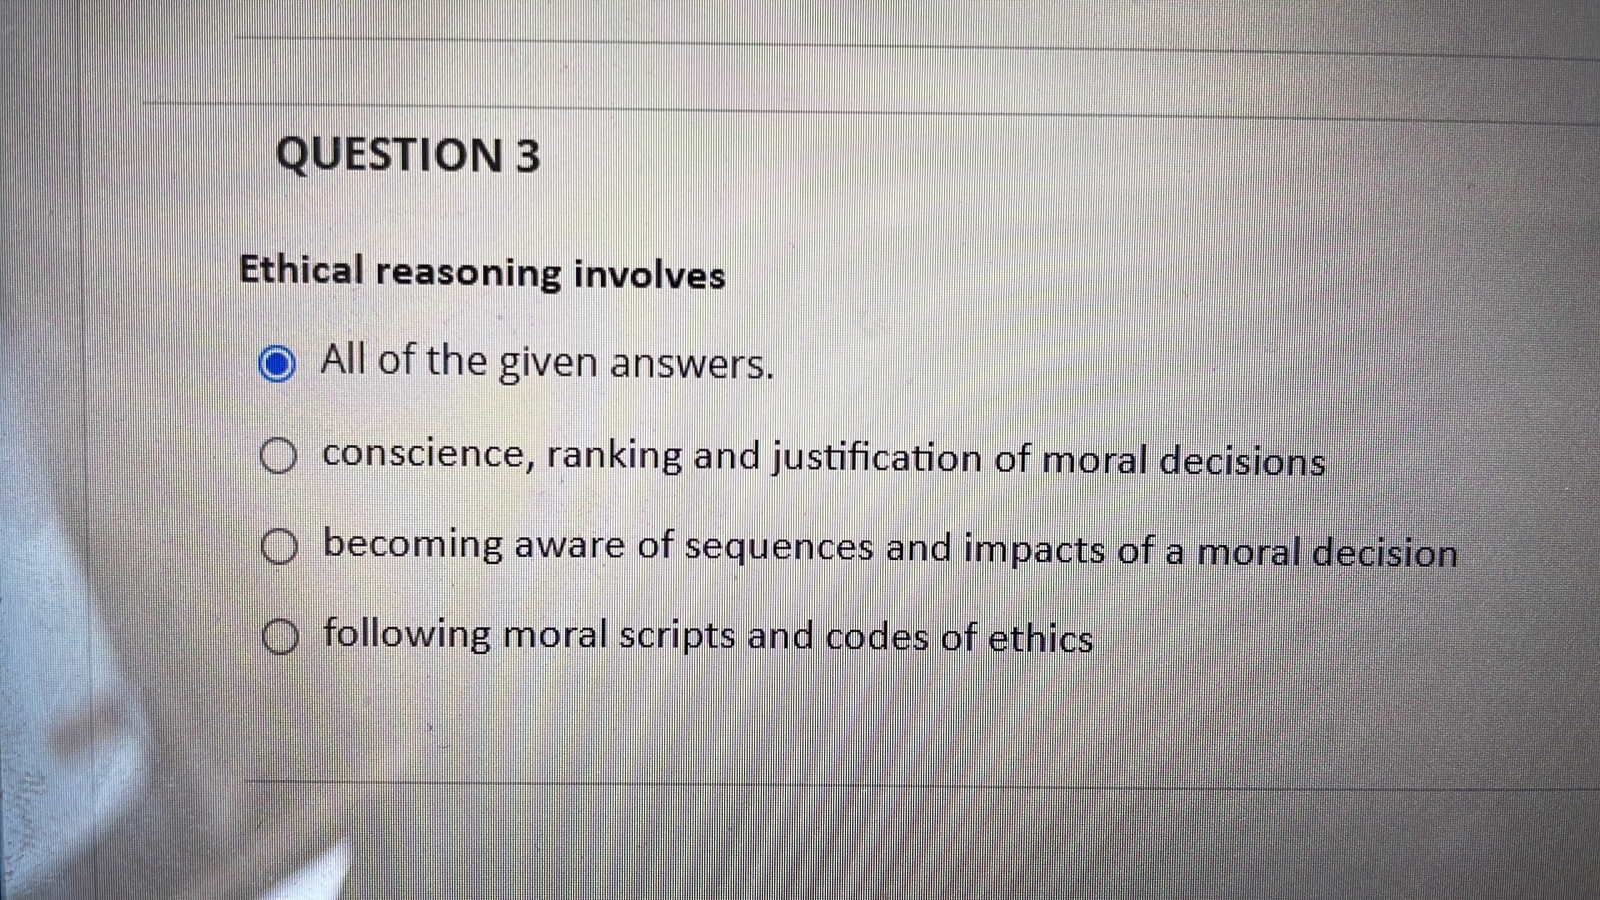 QUESTION 3
Ethical reasoning involves
All of the given answers.
conscience, ranking and justification of moral decisions
becoming aware of sequences and impacts of a moral decision
following moral scripts and codes of ethics